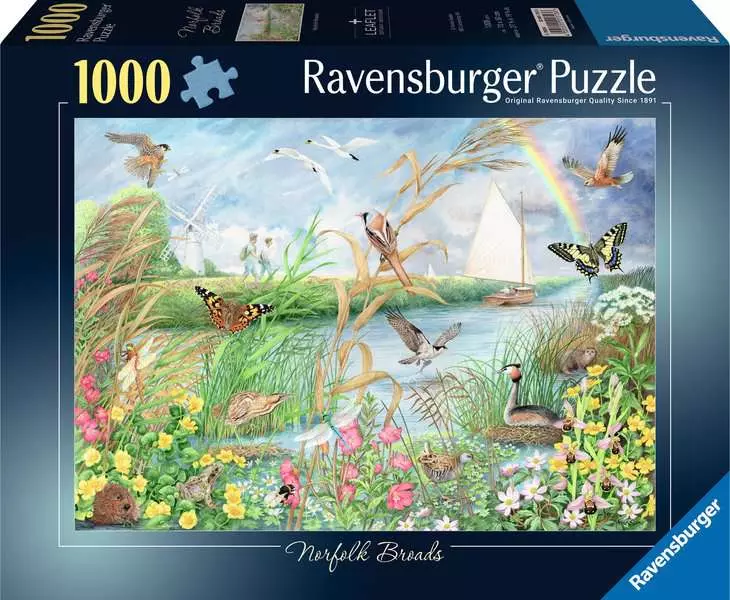 1000
Ravensburger
Puzzle
Norfolk
Broads
LEAFLET
Ravensburger
1000
Ravensburger® Puzzle
Original Ravensburger Quality Since 1891
Norfolk Broads
Ravensburger